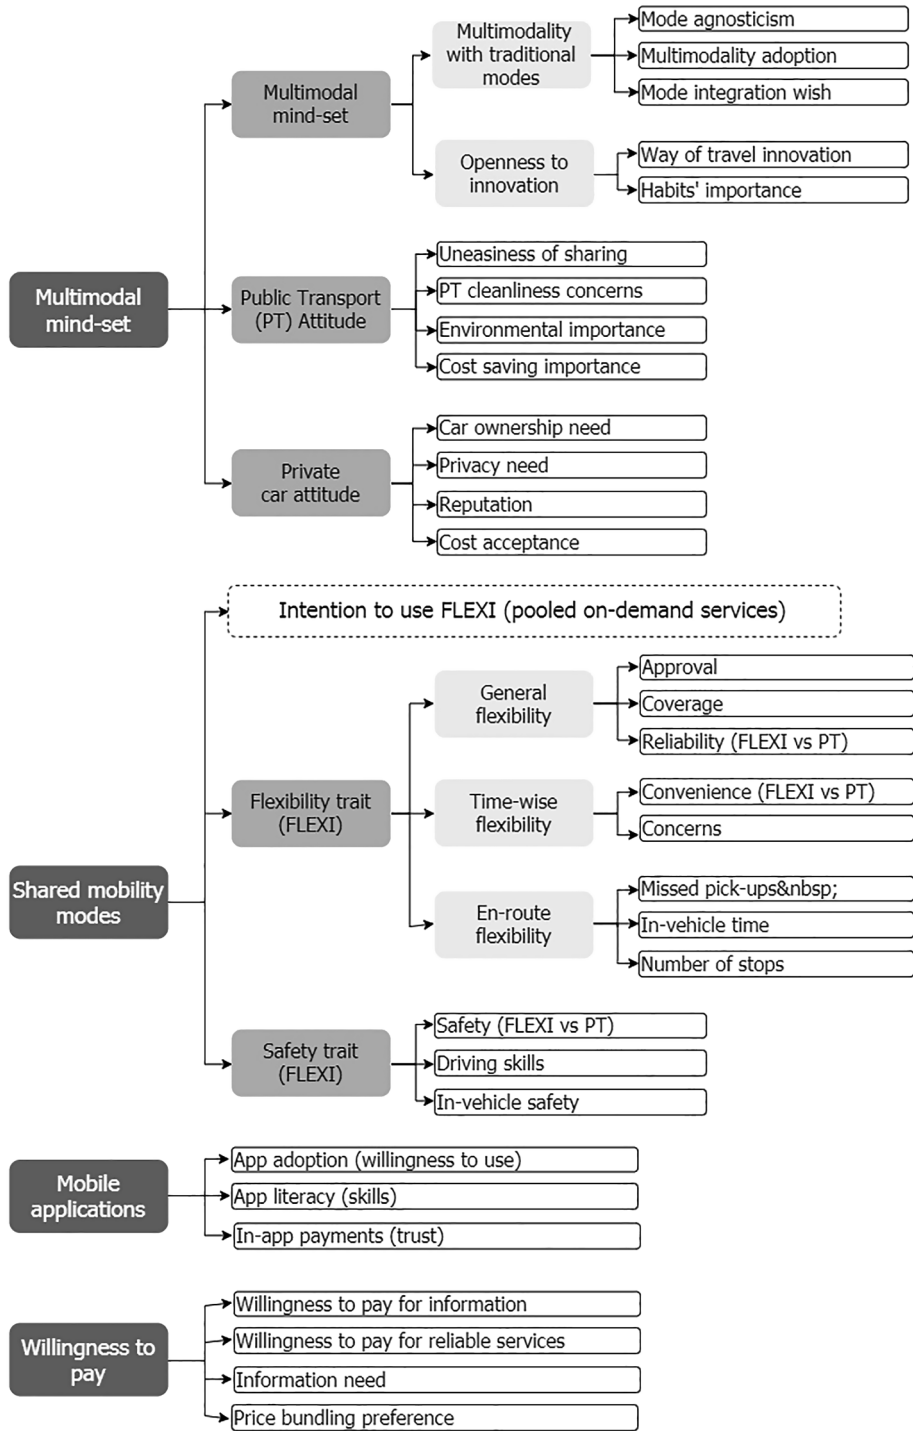 Multimodality
with traditional
modes
Mode agnosticism
Multimodality adoption
Mode integration wish
Multimodal
mind-set
Openness to
innovation
Way of travel innovation
Habits' importance
Multimodal
mind-set
Public Transport
(PT) Attitude
Uneasiness of sharing
PT cleanliness concerns
Environmental importance
Cost saving importance
Private
car attitude
Car ownership need
Privacy need
Reputation
Cost acceptance
Intention to use FLEXI (pooled on-demand services)
General
flexibility
Approval
Coverage
Reliability (FLEXI vs PT)
Flexibility trait
(FLEXI)
Time-wise
flexibility
Convenience (FLEXI vs PT)
Concerns
Shared mobility
modes
En-route
flexibility
Missed pick-ups&nbsp;
In-vehicle time
Number of stops
Safety trait
(FLEXI)
Safety (FLEXI vs PT)
Driving skills
In-vehicle safety
Mobile
applications
App adoption (willingness to use)
App literacy (skills)
In-app payments (trust)
Willingness to
pay
Willingness to pay for information
Willingness to pay for reliable services
Information need
Price bundling preference